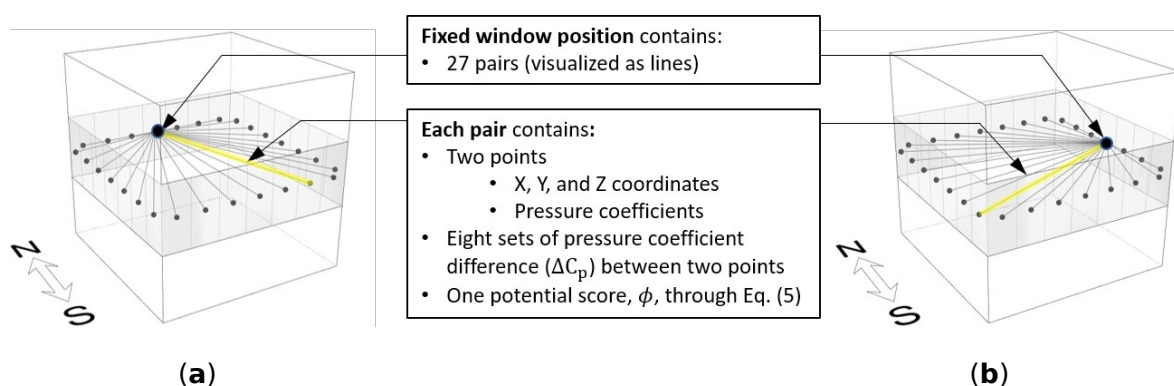 Fixed window position contains:
• 27 pairs (visualized as lines)
Each pair contains:
• Two points
• X, Y, and Z coordinates
• Pressure coefficients
• Eight sets of pressure coefficient
difference (ΔCp) between two points
• One potential score, ϕ, through Eq. (5)
N
S
N
S
(a)
(b)